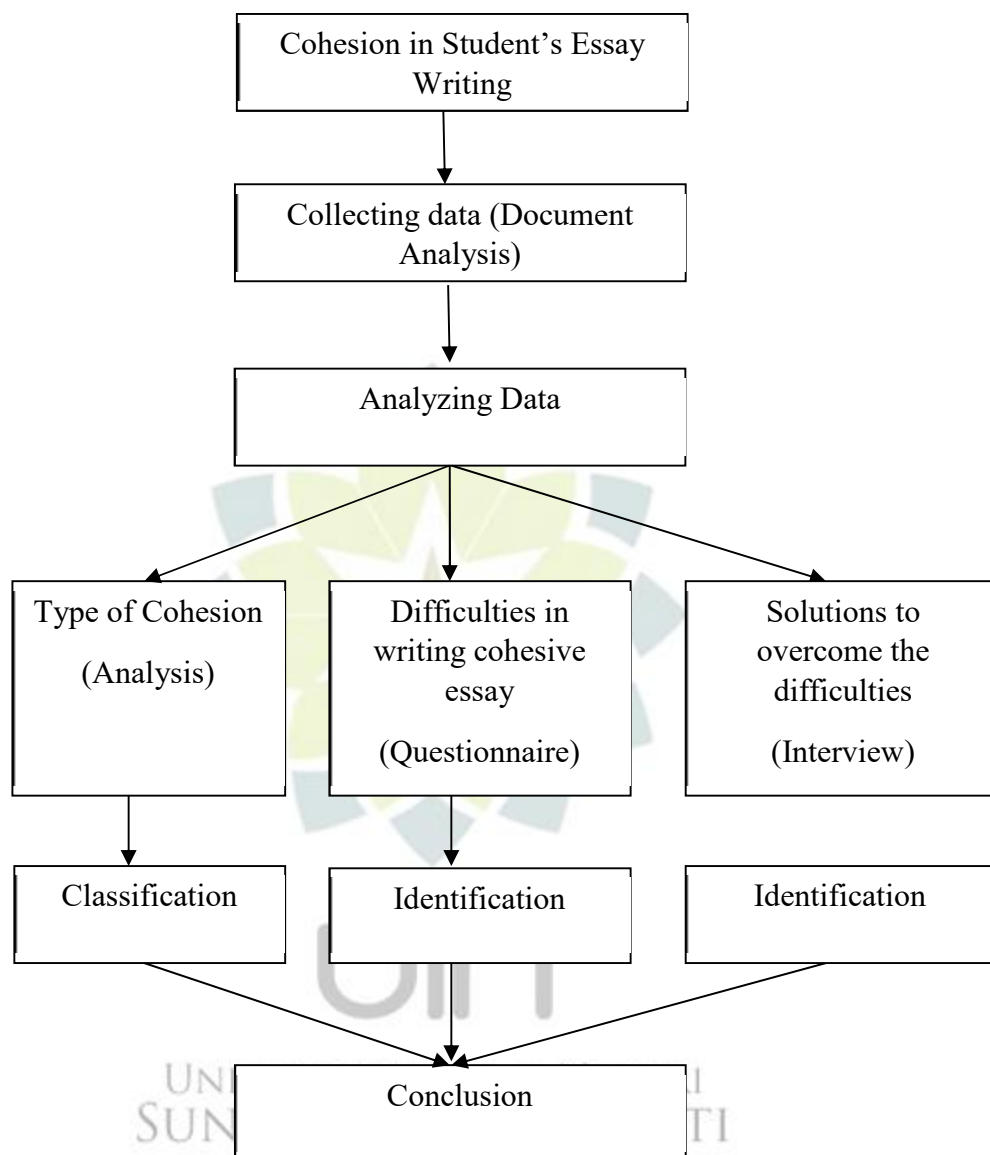 Cohesion in Student’s Essay
Writing
Collecting data (Document
Analysis)
Analyzing Data
Type of Cohesion
(Analysis)
Difficulties in
writing cohesive
essay
(Questionnaire)
Solutions to
overcome the
difficulties
(Interview)
Classification
Identification
Identification
Conclusion